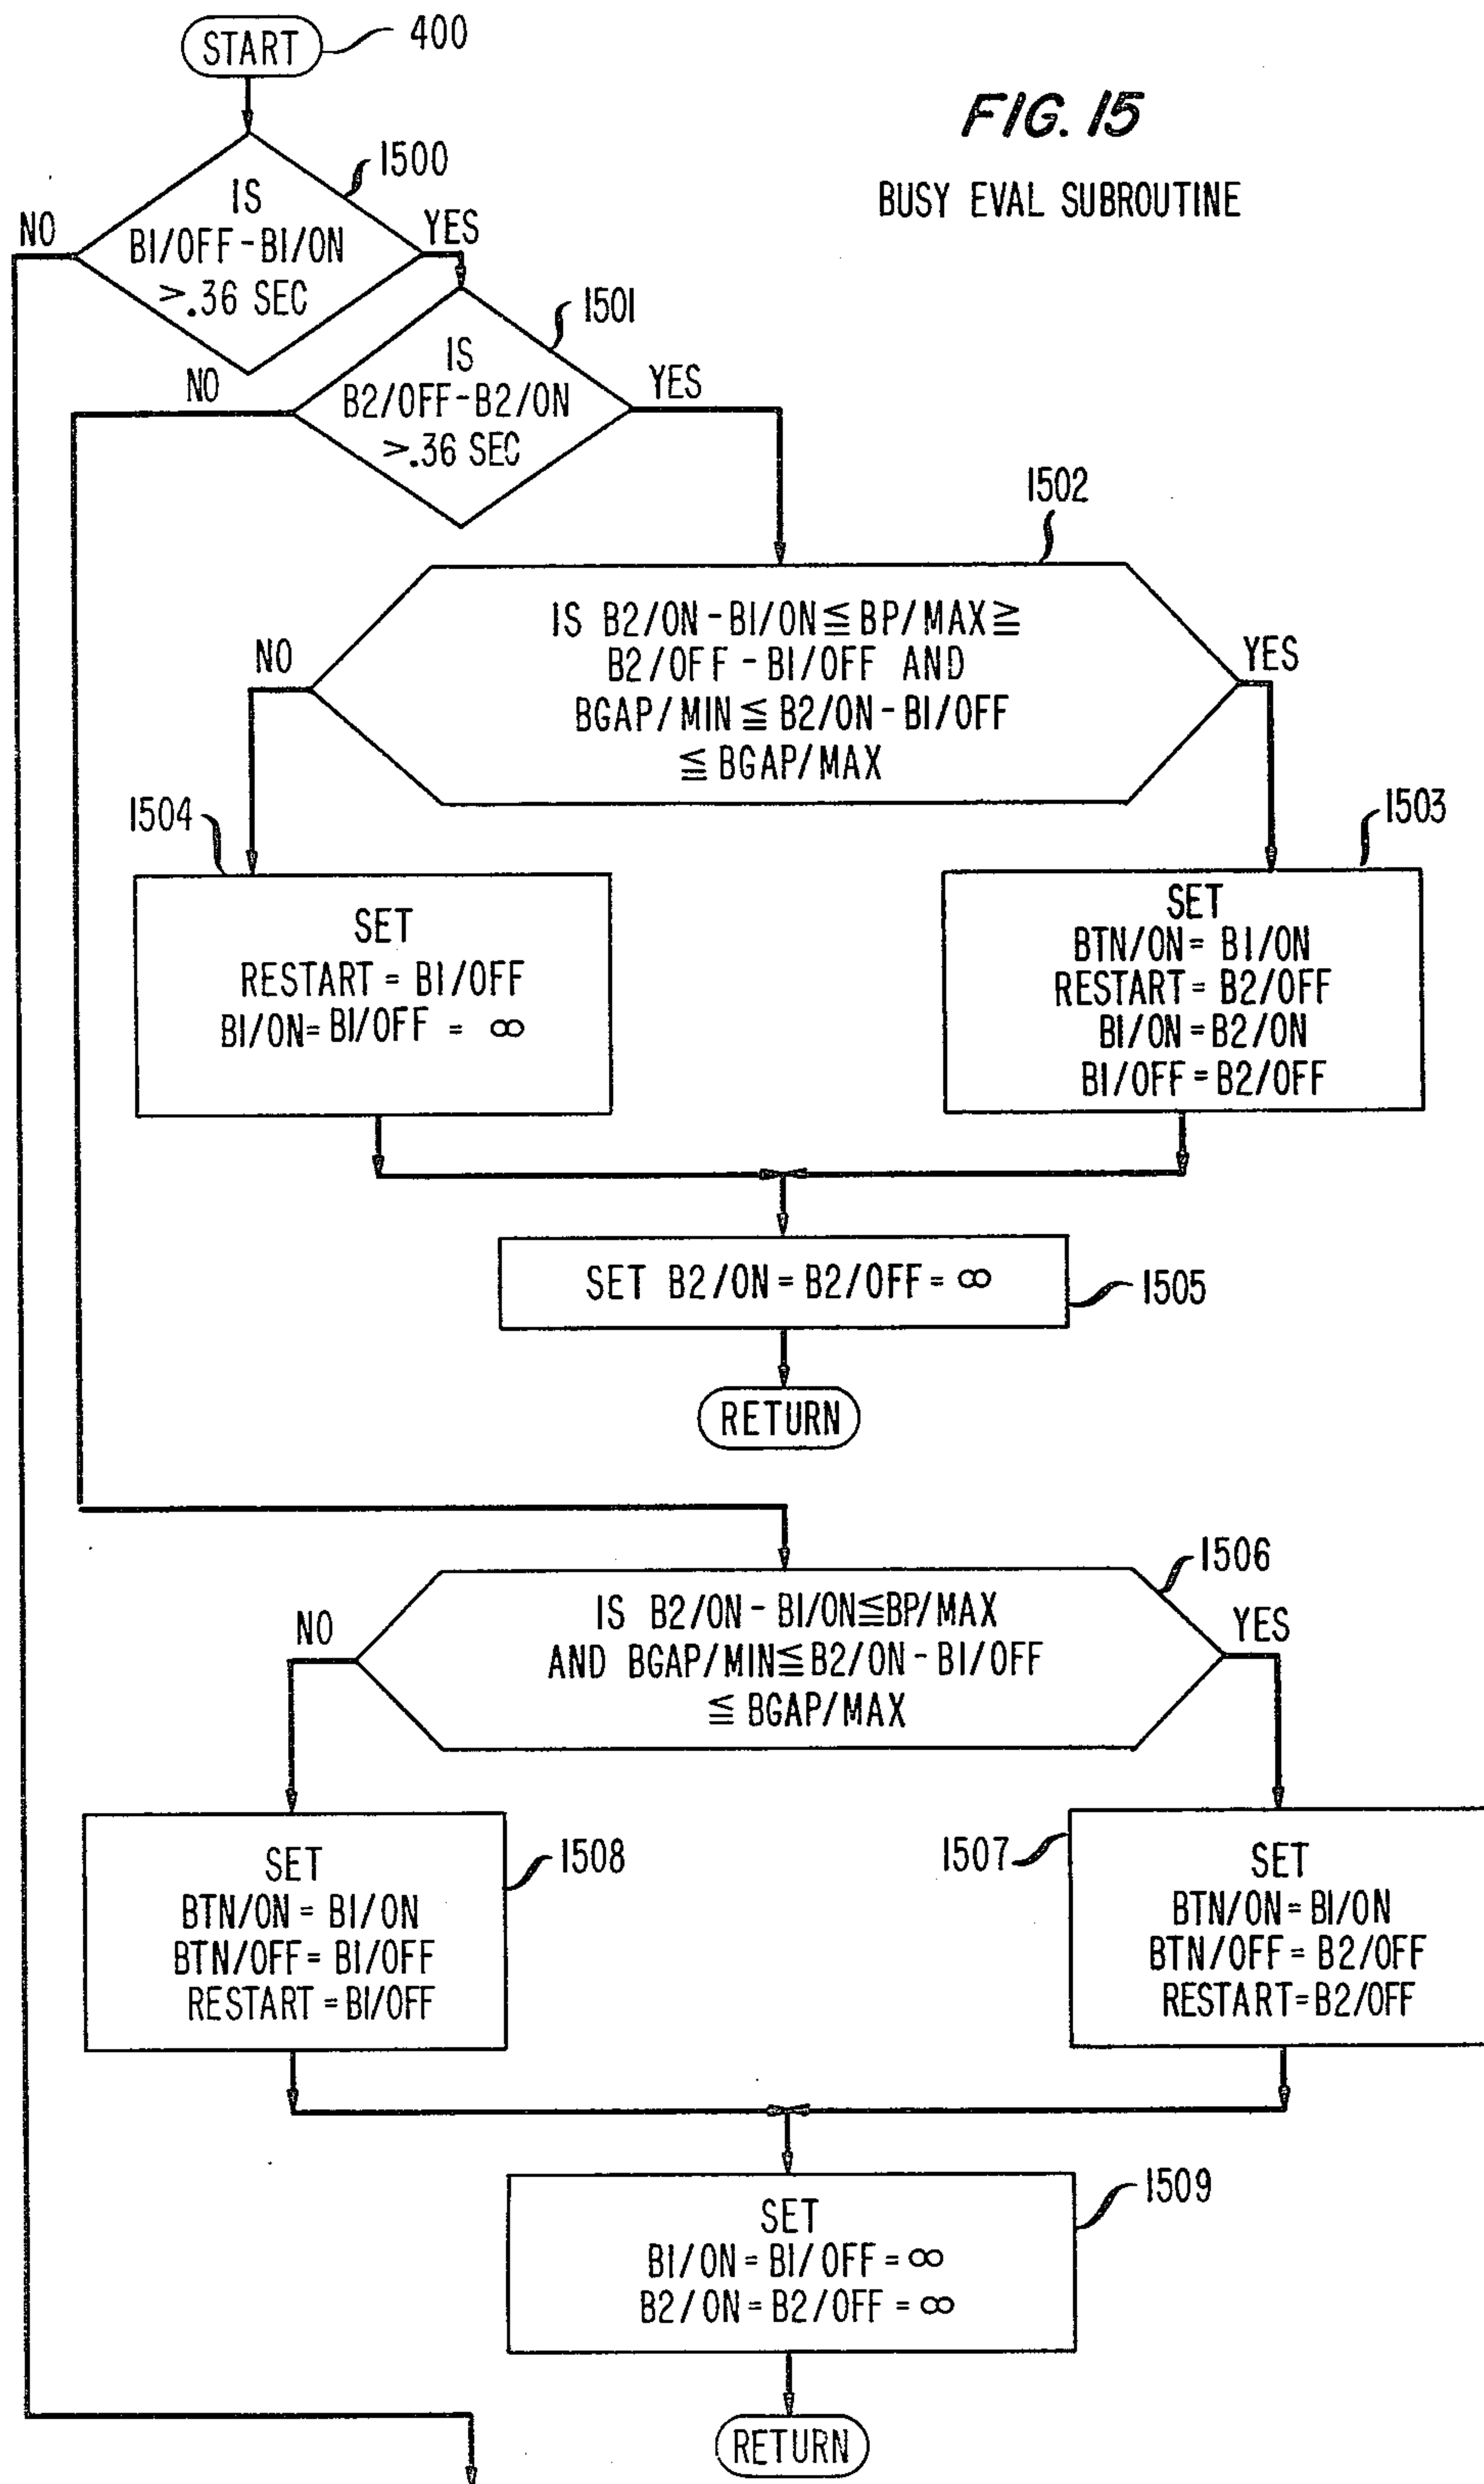 START
400
FIG. 15
BUSY EVAL SUBROUTINE
1500
IS
B1/OFF-B1/ON
>.36 SEC
NO
YES
1501
IS
B2/OFF-B2/ON
>.36 SEC
NO
YES
1502
IS B2/ON-B1/ON≦BP/MAX≧
B2/OFF-B1/OFF AND
BGAP/MIN≦B2/ON-B1/OFF
≦BGAP/MAX
NO
YES
1504
SET
RESTART = B1/OFF
B1/ON=B1/OFF = ∞
1503
SET
BTN/ON= B1/ON
RESTART= B2/OFF
B1/ON=B2/ON
B1/OFF=B2/OFF
SET B2/ON=B2/OFF=∞
1505
RETURN
1506
IS B2/ON-B1/ON≦BP/MAX
AND BGAP/MIN≦B2/ON-B1/OFF
≦ BGAP/MAX
NO
YES
1508
SET
BTN/ON=B1/ON
BTN/OFF=B1/OFF
RESTART=B1/OFF
1507
SET
BTN/ON=B1/ON
BTN/OFF=B2/OFF
RESTART=B2/OFF
1509
SET
B1/ON=B1/OFF=∞
B2/ON=B2/OFF=∞
RETURN